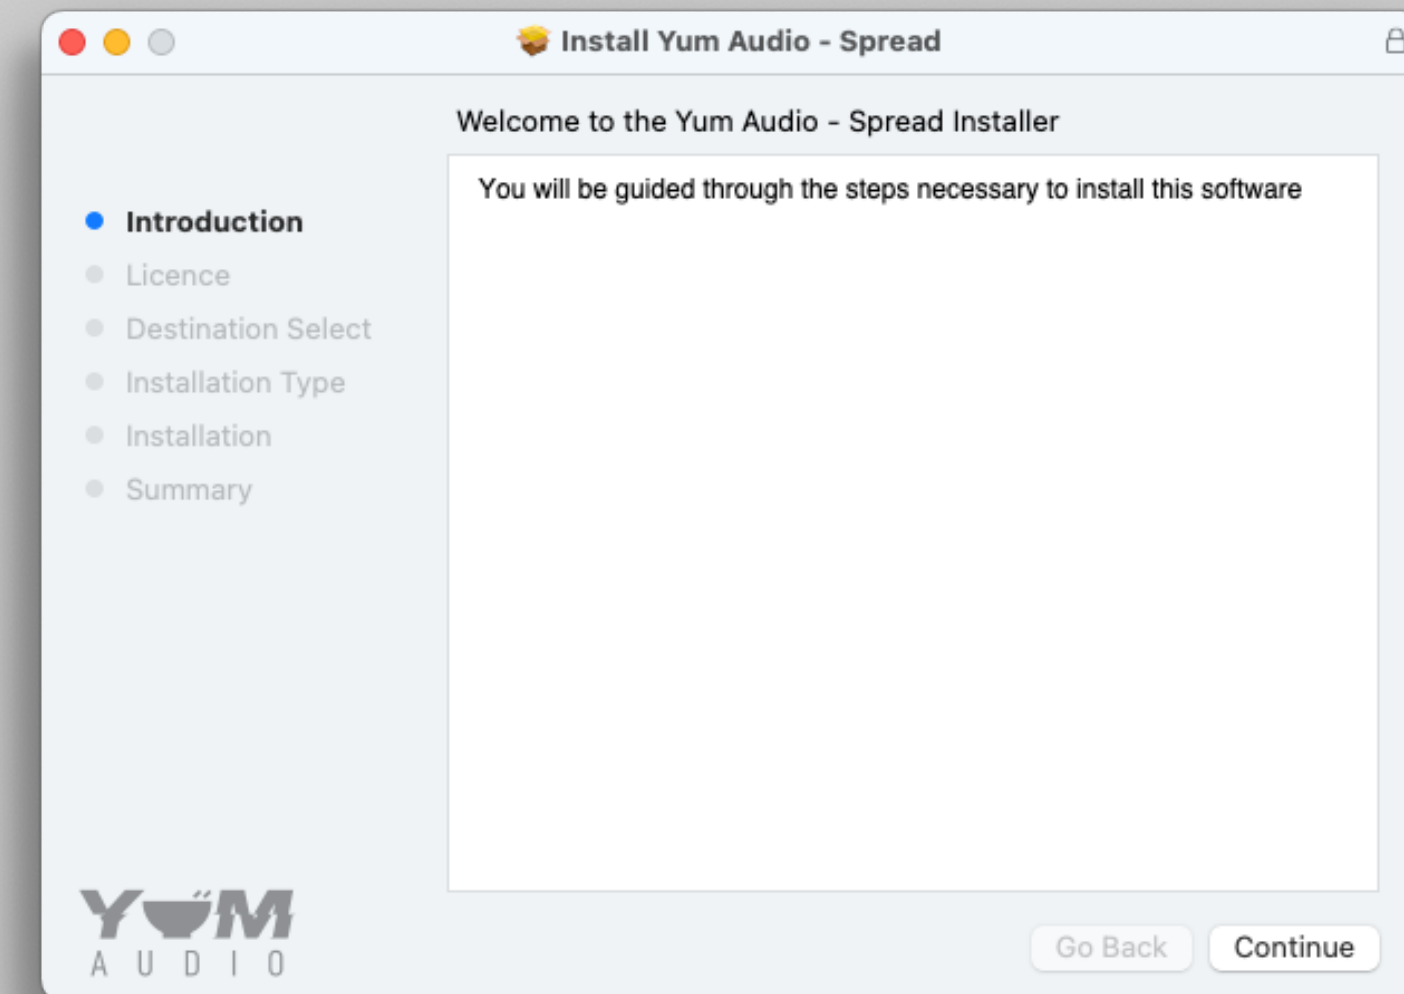 Install Yum Audio - Spread
Welcome to the Yum Audio - Spread Installer
You will be guided through the steps necessary to install this software
Introduction
Licence
Destination Select
Installation Type
Installation
Summary
YUM
AUDIO
Go Back
Continue